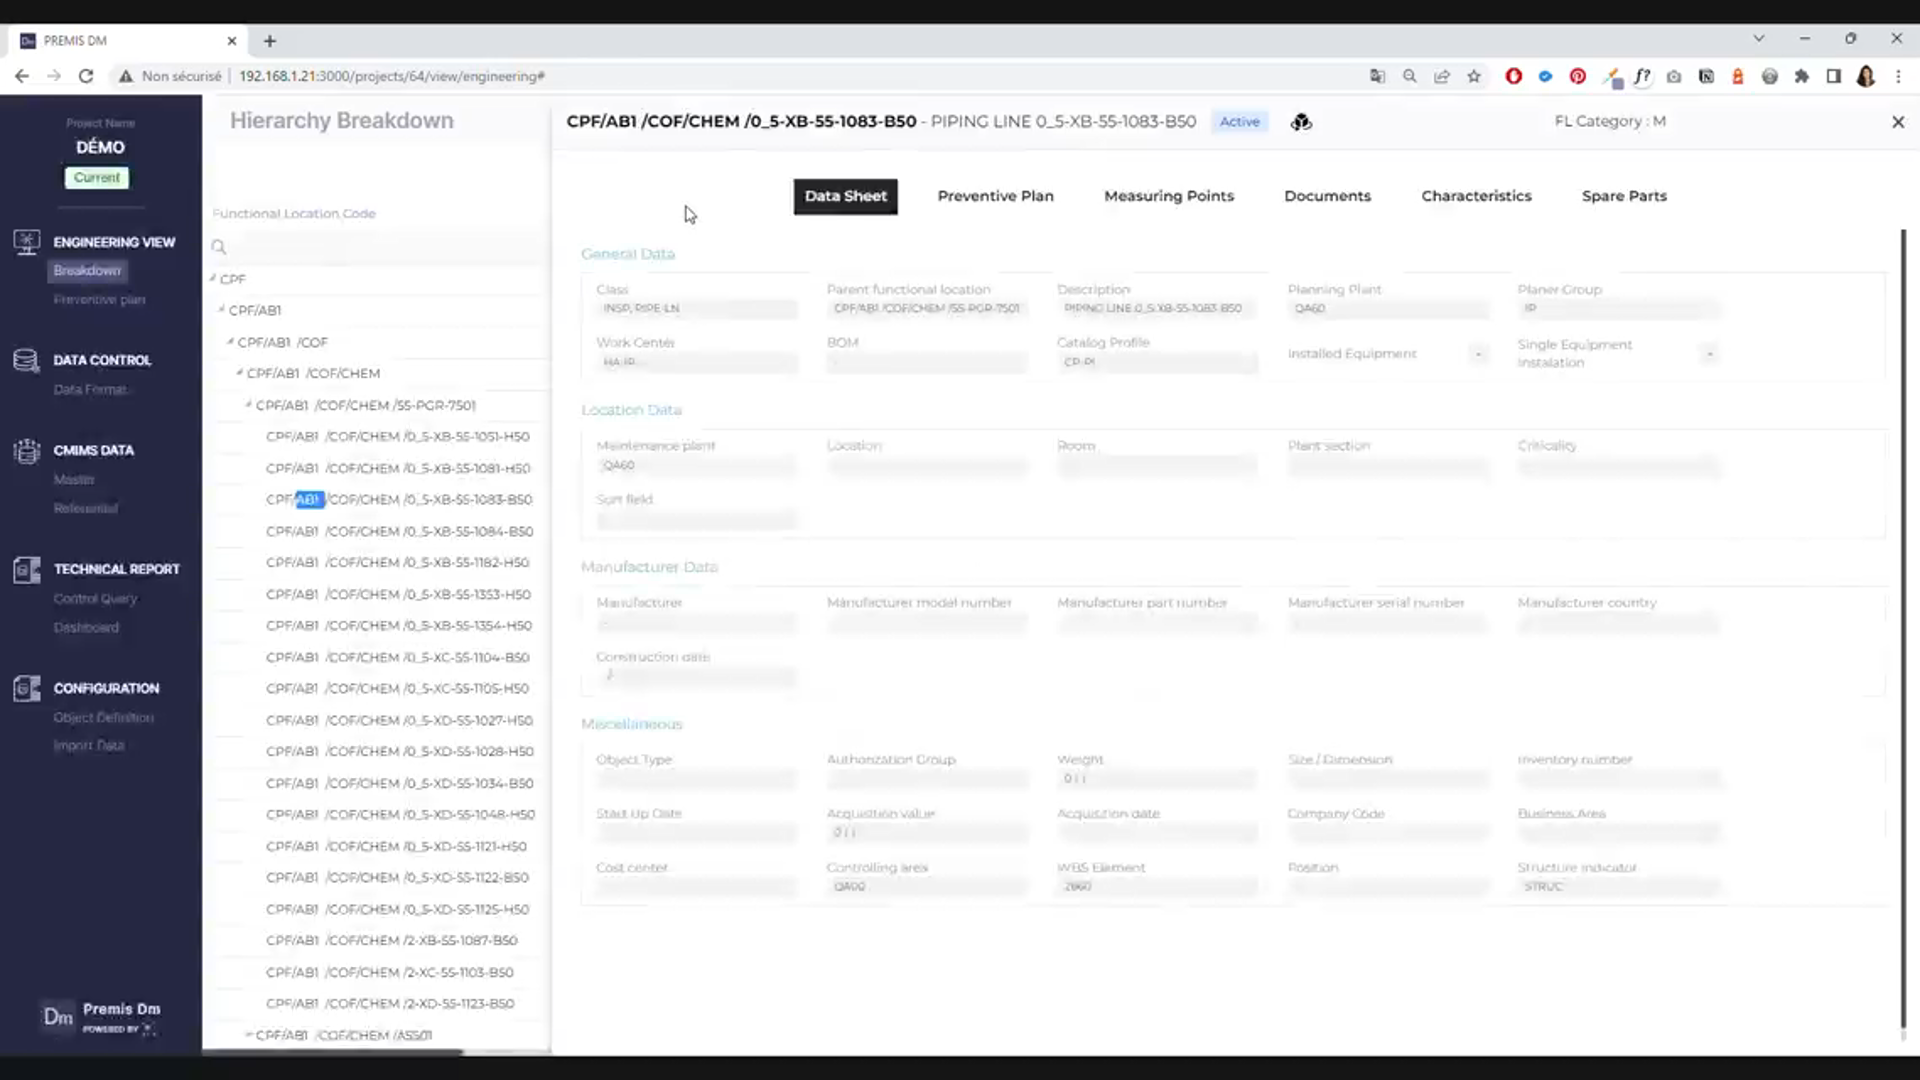 PREMIS DM
Non sécurisé
192.168.1.21:3000/projects/64/view/engineering#
Project Name
DÉMO
Current
ENGINEERING VIEW
Breakdown
Preventive plan
DATA CONTROL
Data Format
CMIMS DATA
Master
Referential
TECHNICAL REPORT
Control Query
Dashboard
CONFIGURATION
Object Definition
Import Data
Dm
Premis Dm
POWERED BY
Hierarchy Breakdown
Functional Location Code
CPF
CPF/AB1
CPF/AB1 /COF
CPF/AB1 /COF/CHEM
CPF/AB1 /COF/CHEM /55-PGR-7501
CPF/AB1 /COF/CHEM /0_5-XB-55-1051-H50
CPF/AB1 /COF/CHEM /0_5-XB-55-1081-H50
CPF/AB1 /COF/CHEM /0_5-XB-55-1083-B50
CPF/AB1 /COF/CHEM /0_5-XB-55-1084-B50
CPF/AB1 /COF/CHEM /0_5-XB-55-1182-H50
CPF/AB1 /COF/CHEM /0_5-XB-55-1353-H50
CPF/AB1 /COF/CHEM /0_5-XB-55-1354-H50
CPF/AB1 /COF/CHEM /0_5-XC-55-1104-B50
CPF/AB1 /COF/CHEM /0_5-XC-55-1105-H50
CPF/AB1 /COF/CHEM /0_5-XD-55-1027-H50
CPF/AB1 /COF/CHEM /0_5-XD-55-1028-H50
CPF/AB1 /COF/CHEM /0_5-XD-55-1034-B50
CPF/AB1 /COF/CHEM /0_5-XD-55-1048-H50
CPF/AB1 /COF/CHEM /0_5-XD-55-1121-H50
CPF/AB1 /COF/CHEM /0_5-XD-55-1122-B50
CPF/AB1 /COF/CHEM /0_5-XD-55-1125-H50
CPF/AB1 /COF/CHEM /2-XB-55-1087-B50
CPF/AB1 /COF/CHEM /2-XC-55-1103-B50
CPF/AB1 /COF/CHEM /2-XD-55-1123-B50
CPF/AB1 /COF/CHEM /ASS01
CPF/AB1 /COF/CHEM /0_5-XB-55-1083-B50 - PIPING LINE 0_5-XB-55-1083-B50
Active
FL Category : M
Data Sheet
Preventive Plan
Measuring Points
Documents
Characteristics
Spare Parts
General Data
Class
Parent functional location
Description
Planning Plant
Planer Group
INSP, PIPE-LN
CPF/AB1 /COF/CHEM /55-PGR-7501
PIPING LINE 0_5-XB-55-1083-B50
QA60
IP
Work Center
BOM
Catalog Profile
Installed Equipment
-
Single Equipment
Instalation
-
HA-IP
-
CP-PI
Location Data
Maintenance plant
Location
Room
Plant section
Criticality
QA60
Sort field
Manufacturer Data
Manufacturer
Manufacturer model number
Manufacturer part number
Manufacturer serial number
Manufacturer country
Construction date
/
Miscellaneous
Object Type
Authorization Group
Weight
Size / Dimension
Inventory number
Start Up Date
Acquisition value
Acquisition date
Company Code
Business Area
Cost center
Controlling area
WBS Element
Position
Structure indicator
QA00
STRUC